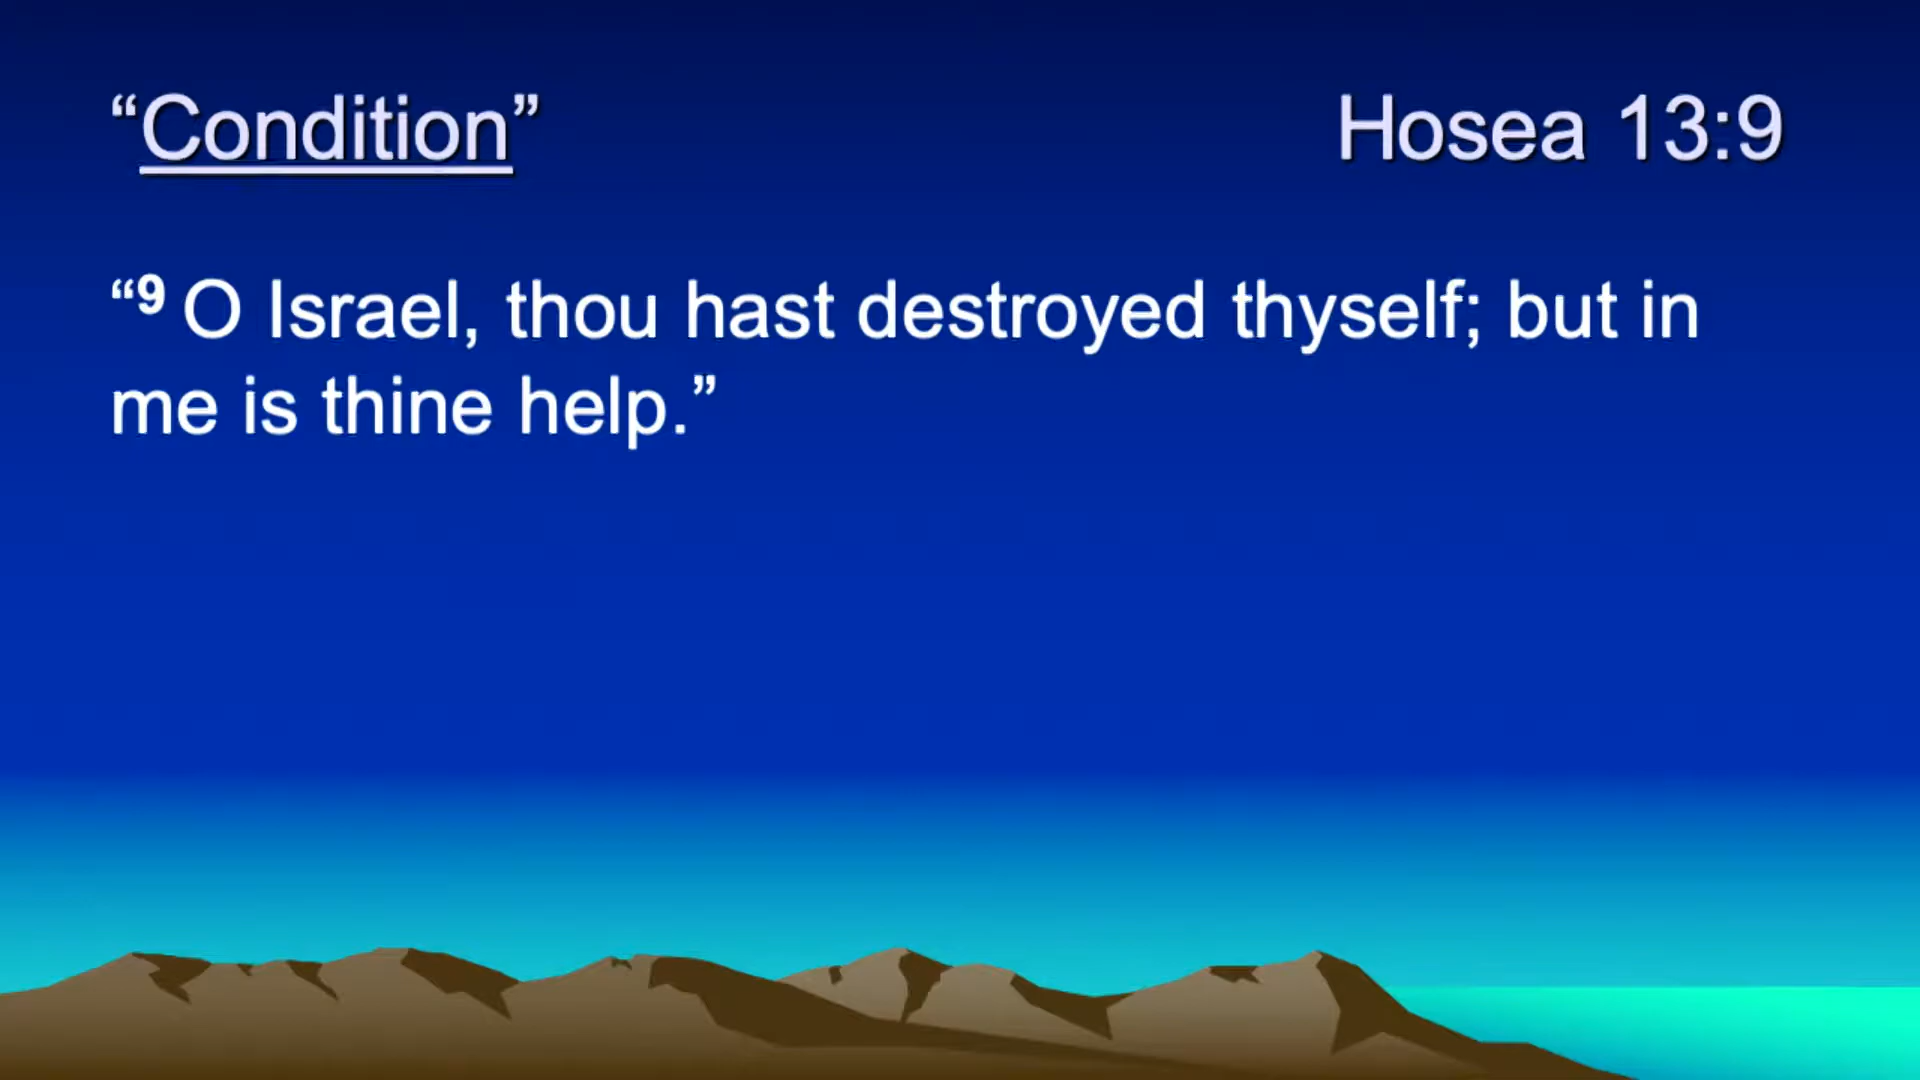 “Condition” Hosea 13:9
“9 O Israel, thou hast destroyed thyself; but in
me is thine help.”